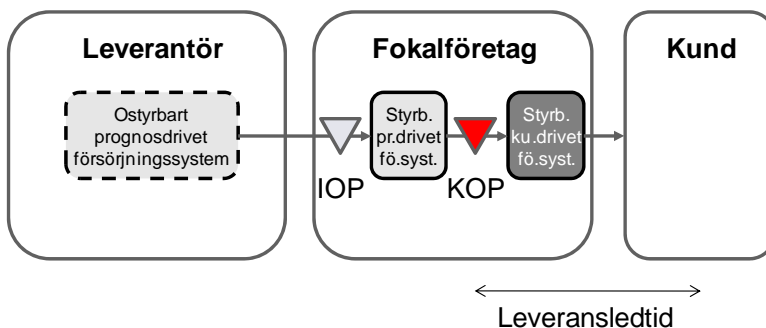 Leverantör
Ostyrbart
prognosdrivet
försörjningssystem
Fokalföretag
IOP
Styrb.
pr.drivet
fö.syst.
KOP
Styrb.
ku.drivet
fö.syst.
Kund
Leveransledtid